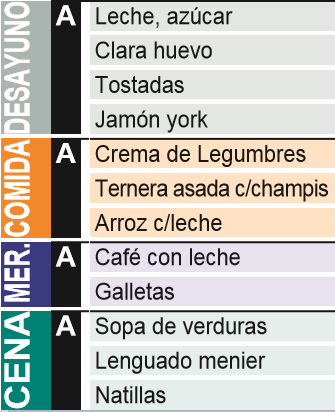 DESAYUNO A Leche, azúcar
Clara huevo
Tostadas
Jamón york
COMIDA A Crema de Legumbres
Ternera asada c/champis
Arroz c/leche
MER. A Café con leche
Galletas
CENA A Sopa de verduras
Lenguado menier
Natillas